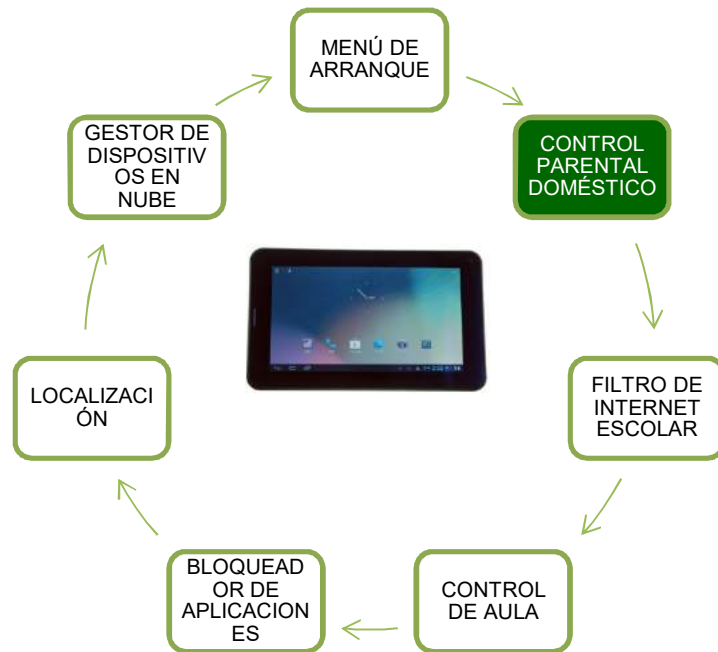 MENÚ DE
ARRANQUE
CONTROL
PARENTAL
DOMÉSTICO
FILTRO DE
INTERNET
ESCOLAR
CONTROL
DE AULA
BLOQUEAD
OR DE
APLICACION
ES
LOCALIZACI
ÓN
GESTOR DE
DISPOSITIV
OS EN
NUBE